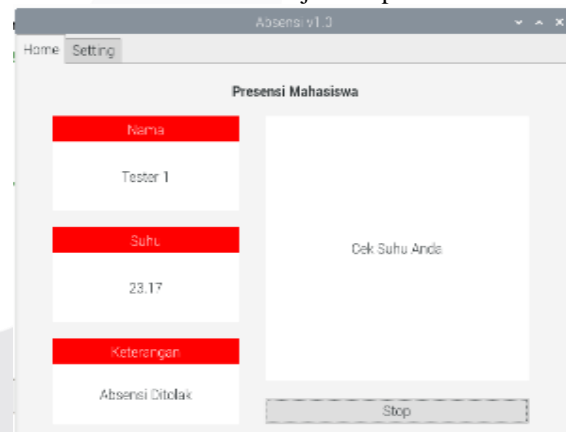 Absensi v1.0
Home Setting
Presensi Mahasiswa
Nama
Tester 1
Suhu
23.17
Keterangan
Absensi Ditolak
Cek Suhu Anda
Stop